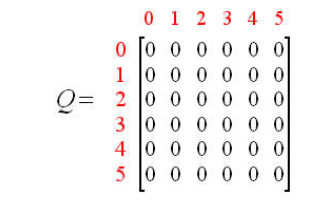 0 1 2 3 4 5
0 0 0 0 0 0 0
1 0 0 0 0 0 0
Q= 2 0 0 0 0 0 0
3 0 0 0 0 0 0
4 0 0 0 0 0 0
5 0 0 0 0 0 0